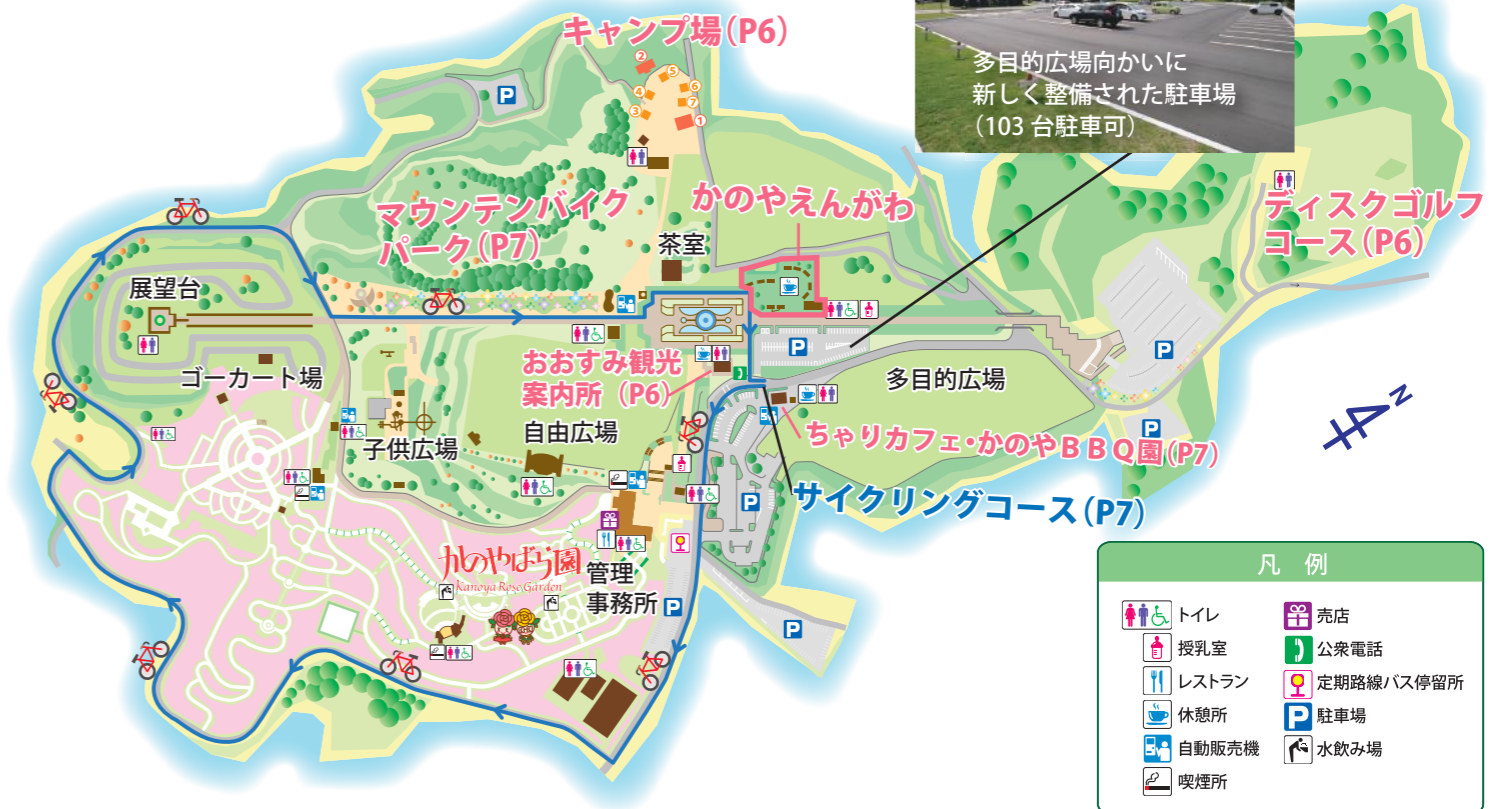 キャンプ場(P6)
②
⑤
④
⑥
③
⑦
①
P
多目的広場向かいに
新しく整備された駐車場
(103 台駐車可)
マウンテンバイク
パーク(P7)
かのやえんがわ
茶室
ディスクゴルフ
コース(P6)
展望台
ゴーカート場
おおすみ観光
案内所 (P6)
P
多目的広場
P
P
子供広場
自由広場
ちゃりカフェ・かのやＢＢＱ園(P7)
サイクリングコース(P7)
P
かのやばら園
Kanoya Rose Garden
管理
事務所
P
P
N
凡 例
トイレ
授乳室
レストラン
休憩所
自動販売機
喫煙所
売店
公衆電話
定期路線バス停留所
P 駐車場
水飲み場